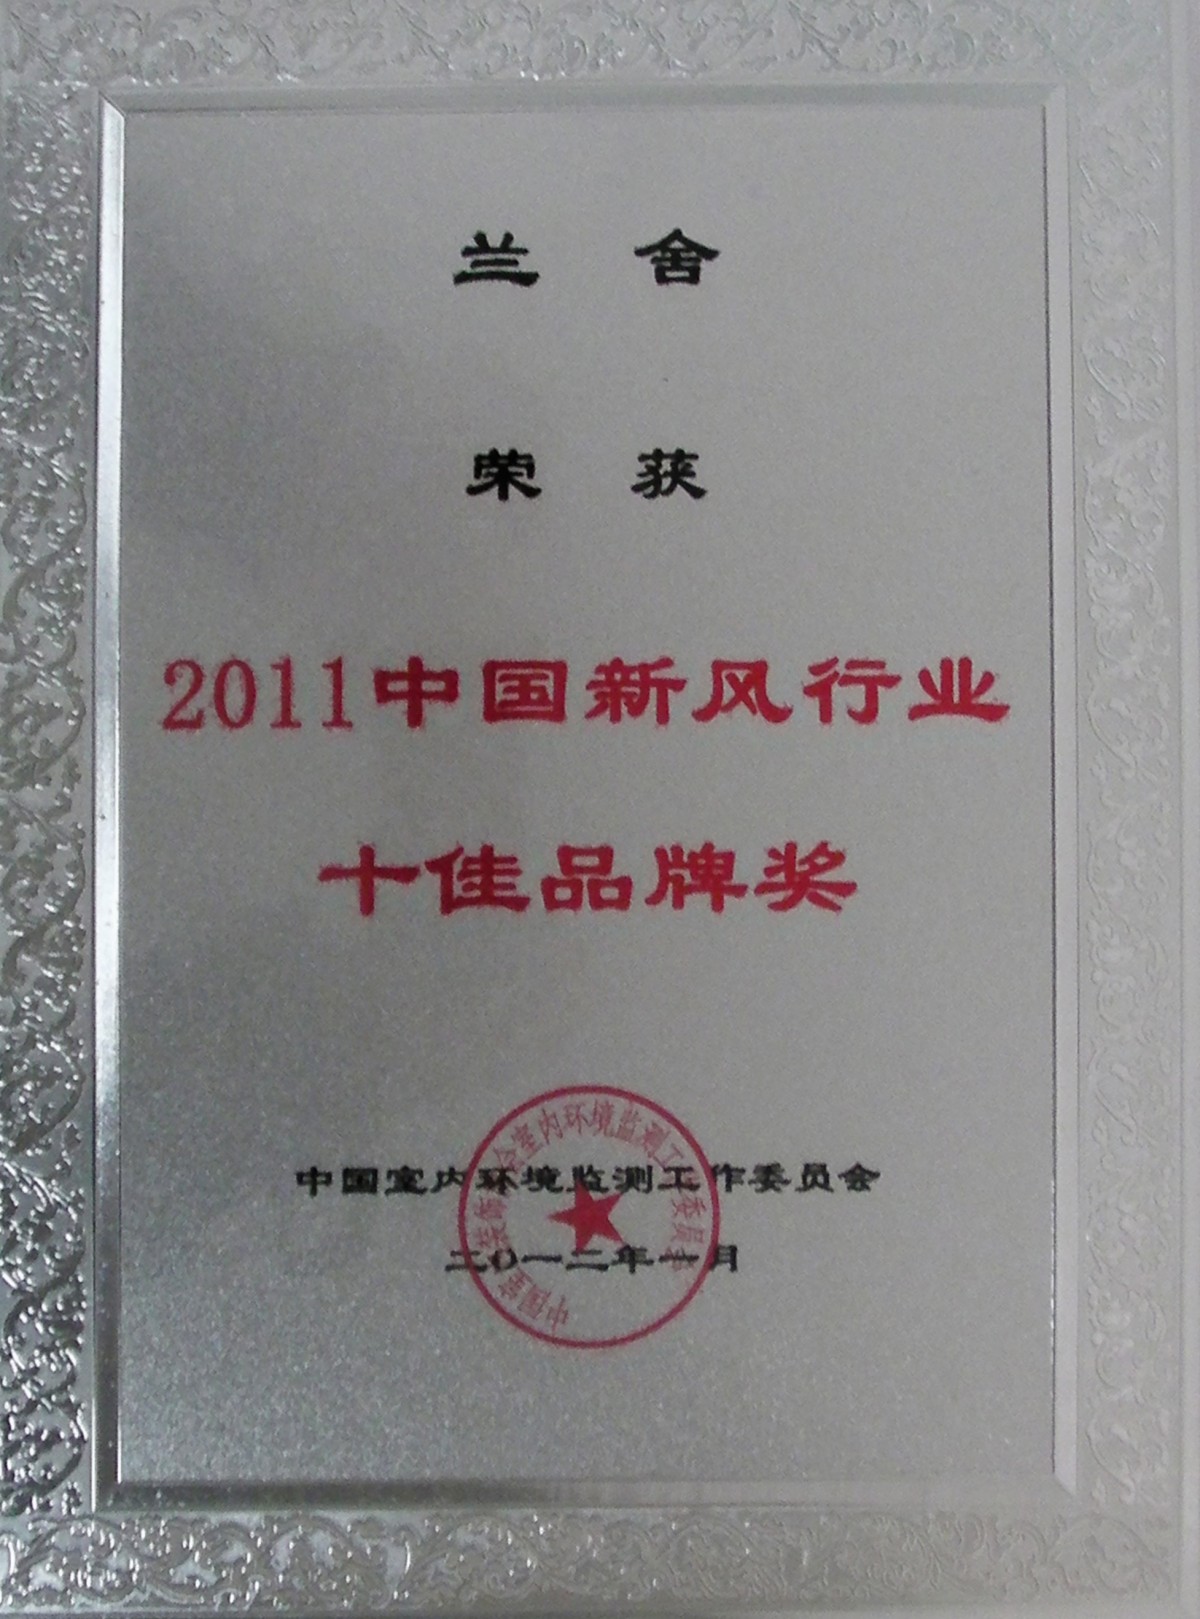 兰舍
荣获
2011中国新风行业
十佳品牌奖
中国室内环境监测工作委员会
二〇一二年一月